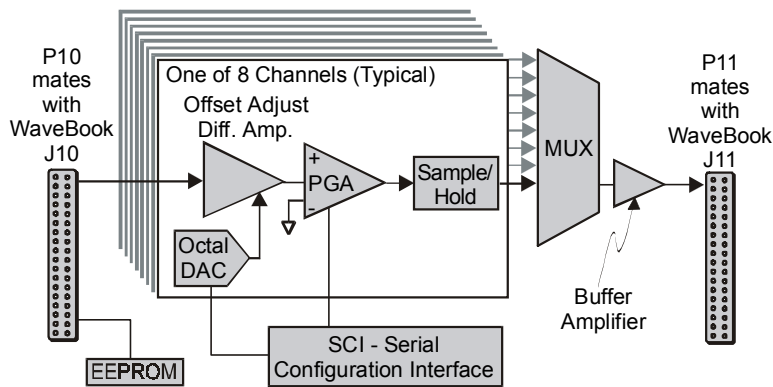 P10
mates
with
WaveBook
J10
One of 8 Channels (Typical)
Offset Adjust
Diff. Amp.
+
PGA
-
Sample/
Hold
Octal
DAC
MUX
P11
mates
with
WaveBook
J11
Buffer
Amplifier
SCI - Serial
Configuration Interface
EEPROM